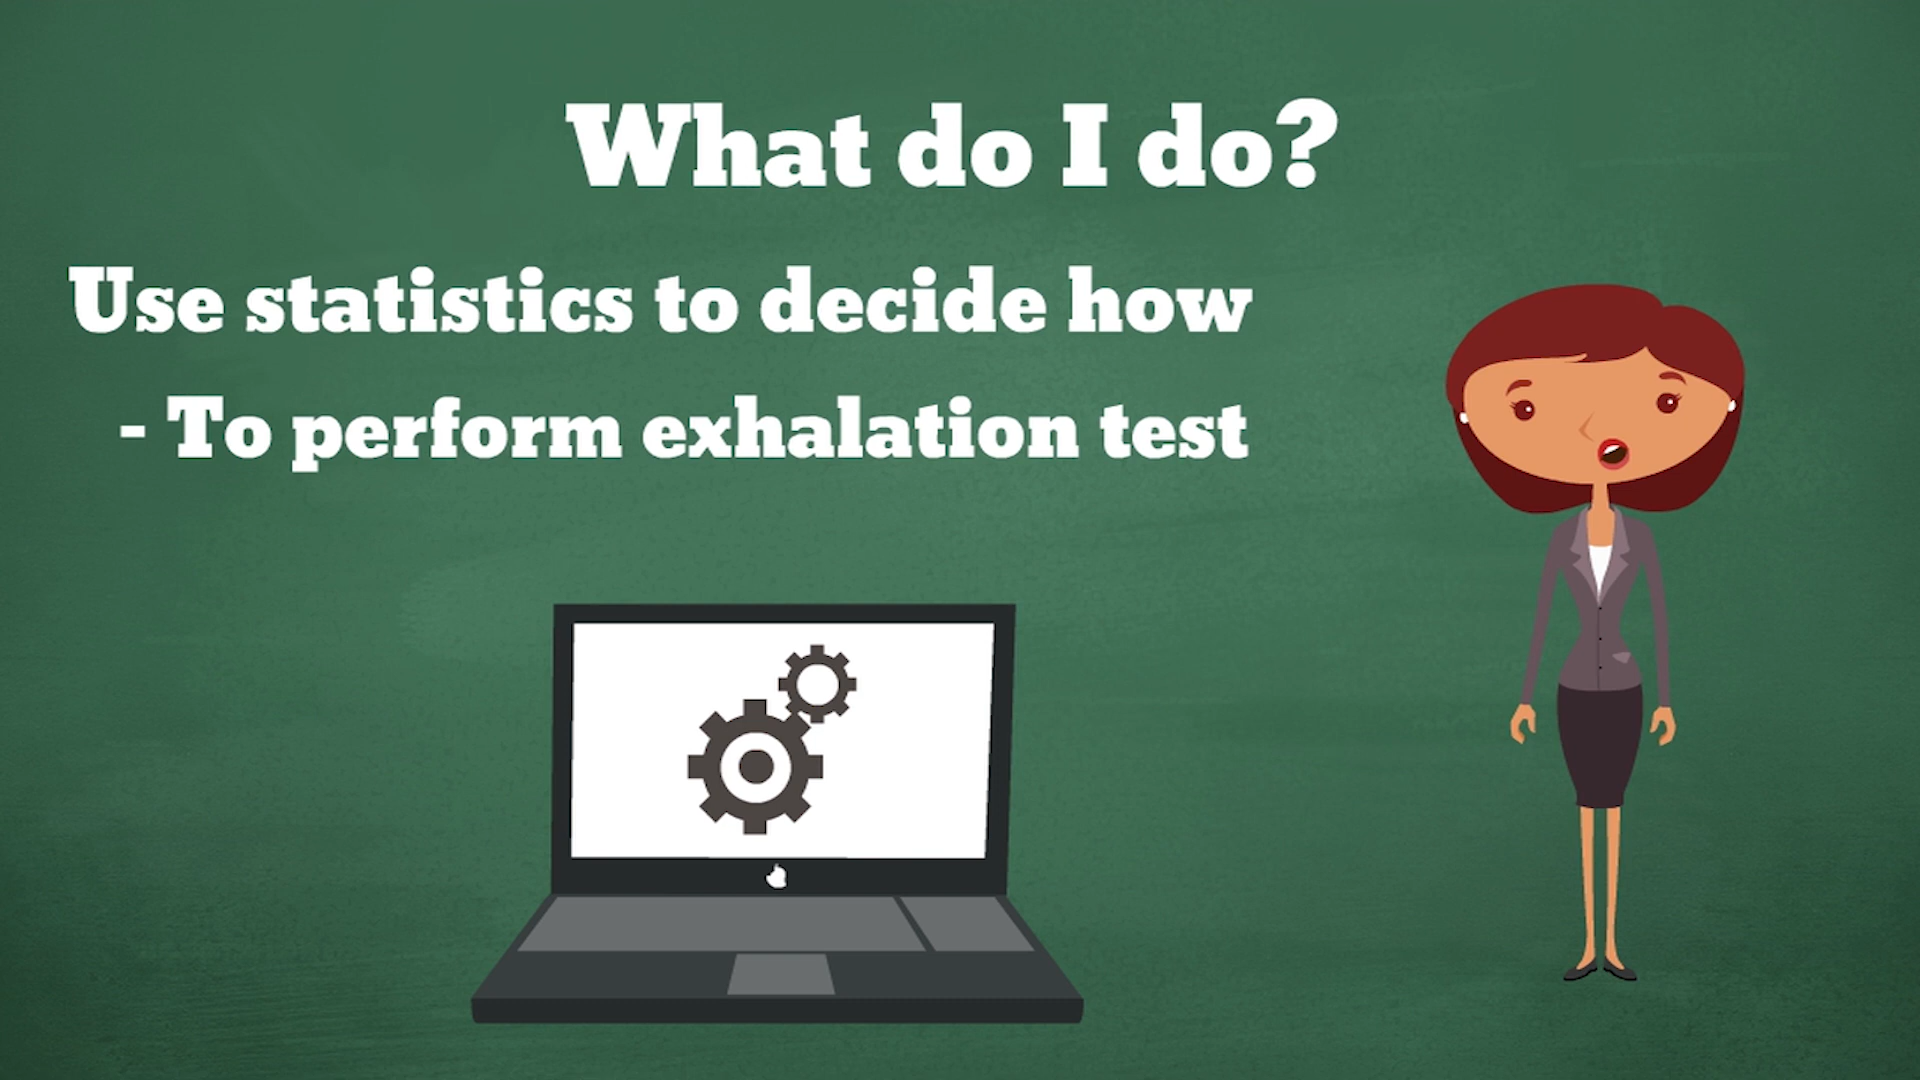 What do I do?
Use statistics to decide how
- To perform exhalation test